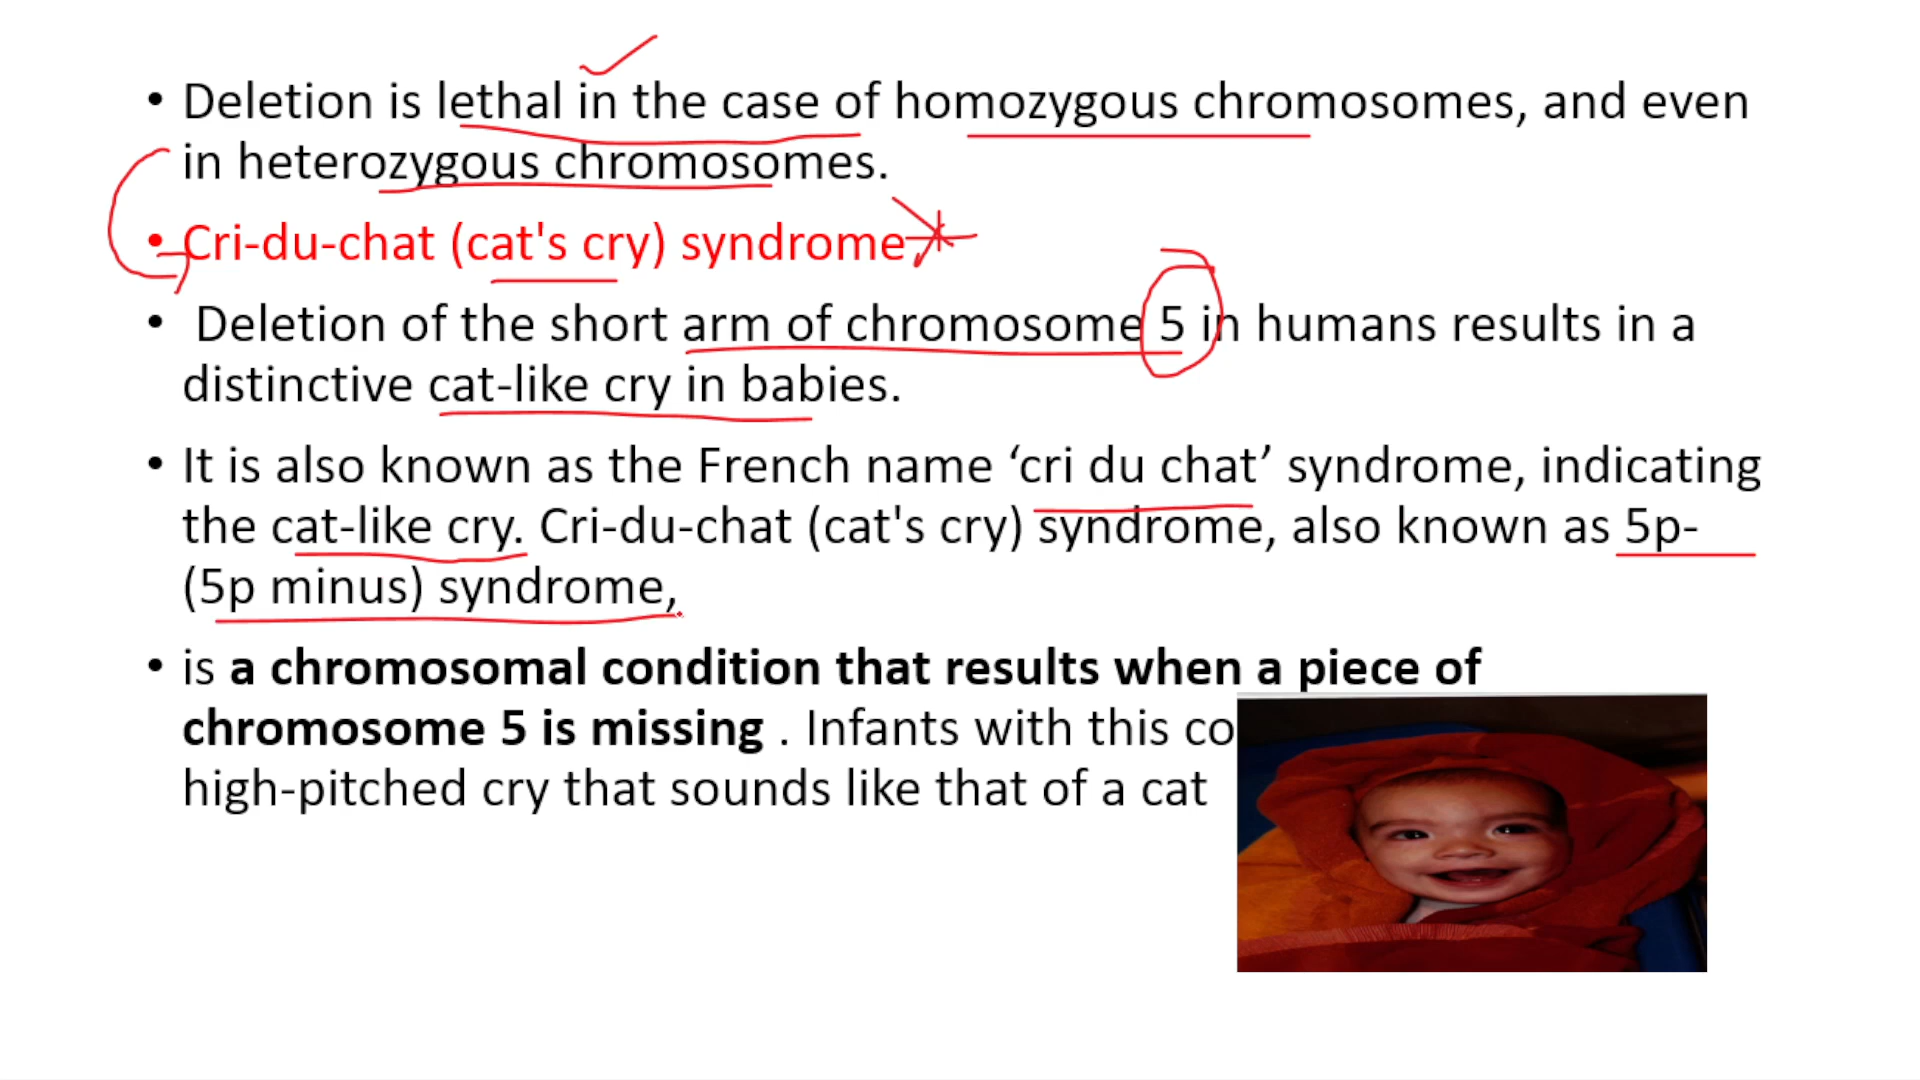 • Deletion is lethal in the case of homozygous chromosomes, and even
in heterozygous chromosomes.
• Cri-du-chat (cat's cry) syndrome
• Deletion of the short arm of chromosome 5 in humans results in a
distinctive cat-like cry in babies.
• It is also known as the French name ‘cri du chat’ syndrome, indicating
the cat-like cry. Cri-du-chat (cat's cry) syndrome, also known as 5p-
(5p minus) syndrome,
• is a chromosomal condition that results when a piece of
chromosome 5 is missing . Infants with this
high-pitched cry that sounds like that of a cat